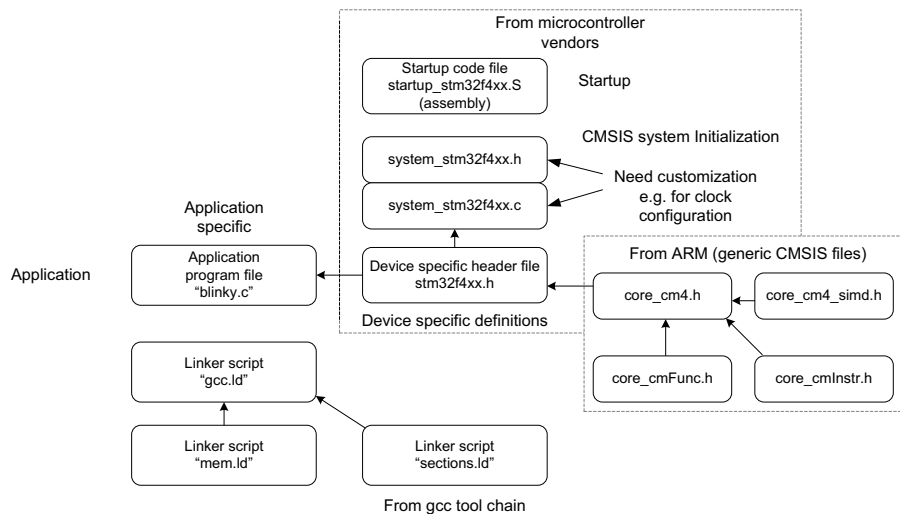 From microcontroller
vendors
Startup code file
startup_stm32f4xx.S
(assembly)
Startup
CMSIS system Initialization
system_stm32f4xx.h
Need customization
e.g. for clock
configuration
system_stm32f4xx.c
Application
specific
Application
Application
program file
“blinky.c”
Device specific header file
stm32f4xx.h
Device specific definitions
From ARM (generic CMSIS files)
core_cm4.h
core_cm4_simd.h
core_cmFunc.h
core_cmInstr.h
Linker script
“gcc.ld”
Linker script
“mem.ld”
Linker script
“sections.ld”
From gcc tool chain